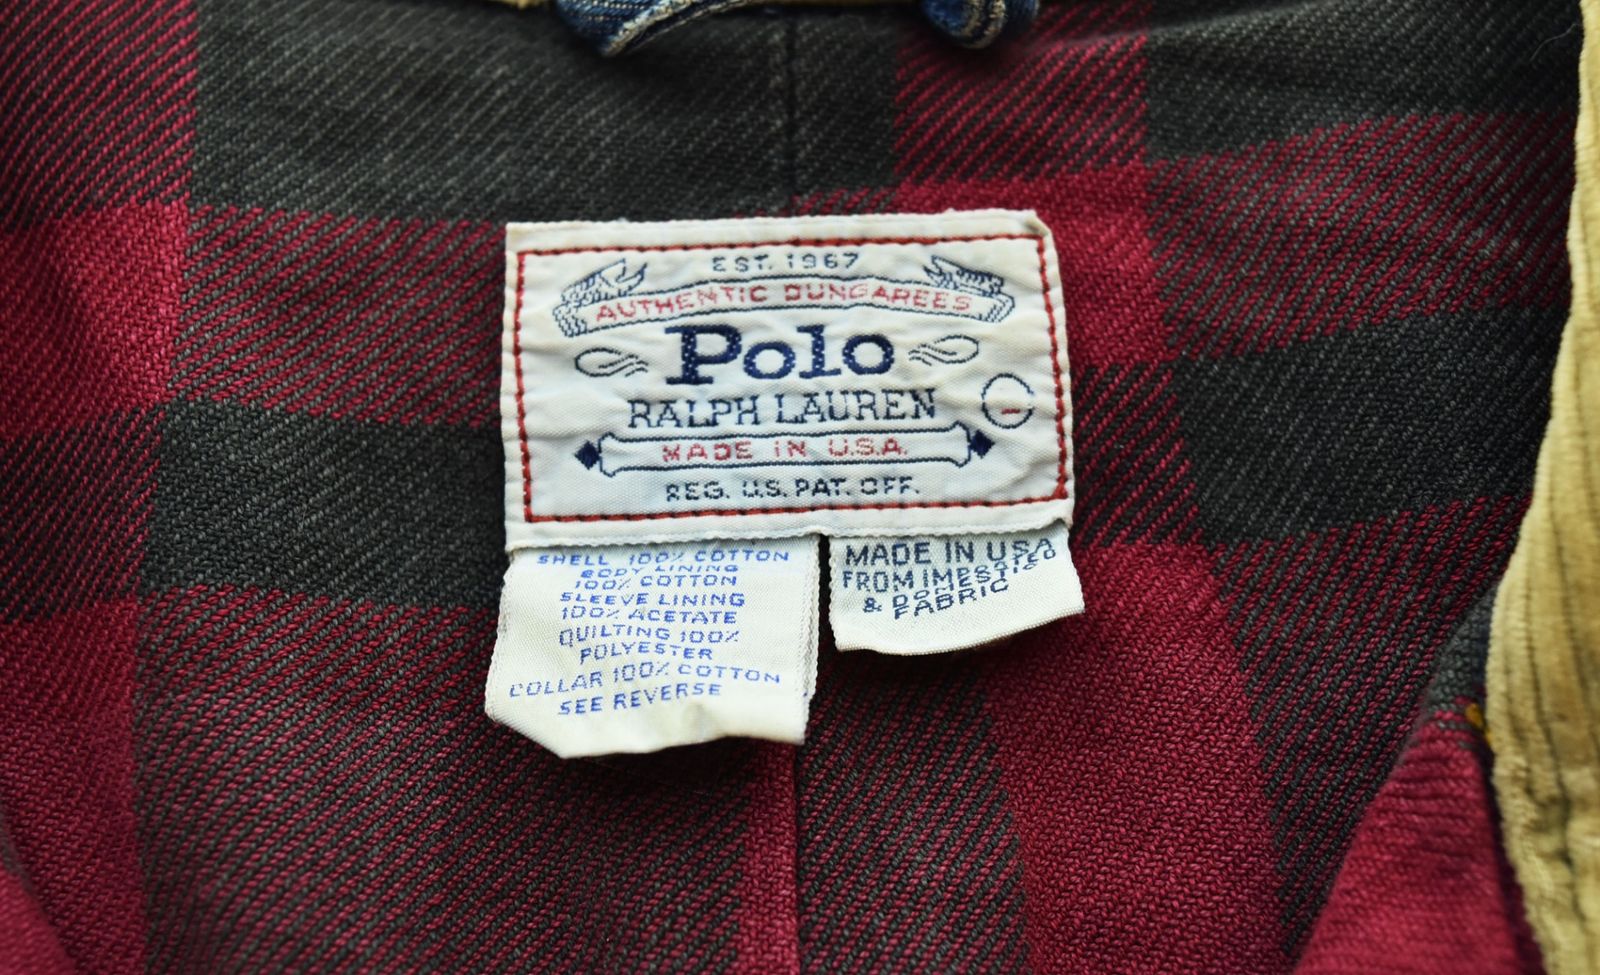 EST. 1967
AUTHENTIC DUNGAREES
Polo
RALPH LAUREN
MADE IN U.S.A.
REG. U.S. PAT. OFF.
SHELL 100% COTTON
BODY LINING
100% COTTON
SLEEVE LINING
100% ACETATE
QUILTING 100%
POLYESTER
COLLAR 100% COTTON
SEE REVERSE
MADE IN USA
FROM IMPORTED
& DOMESTIC
FABRIC